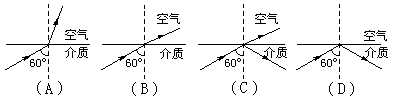 空气 空气 空气 空气
介质 介质 介质 介质
60° 60° 60° 60°
(A) (B) (C) (D)